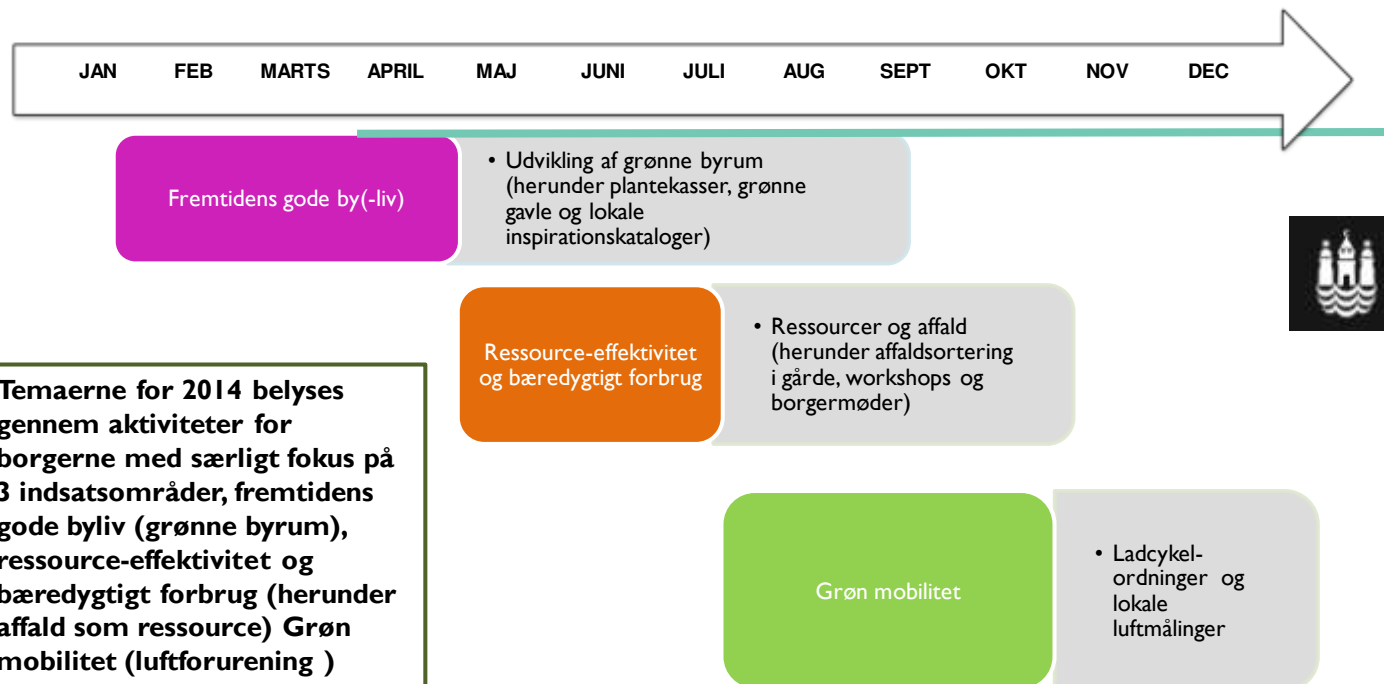 JAN FEB MARTS APRIL MAJ JUNI JULI AUG SEPT OKT NOV DEC
Fremtidens gode by(-liv)
• Udvikling af grønne byrum
(herunder plantekasser, grønne
gavle og lokale
inspirationskataloger)
Ressource-effektivitet
og bæredygtigt forbrug
• Ressourcer og affald
(herunder affaldsortering
i gårde, workshops og
borgermøder)
Temaerne for 2014 belyses
gennem aktiviteter for
borgerne med særligt fokus på
3 indsatsområder, fremtidens
gode byliv (grønne byrum),
ressource-effektivitet og
bæredygtigt forbrug (herunder
affald som ressource) Grøn
mobilitet (luftforurening )
Grøn mobilitet
• Ladcykel-
ordninger og
lokale
luftmålinger